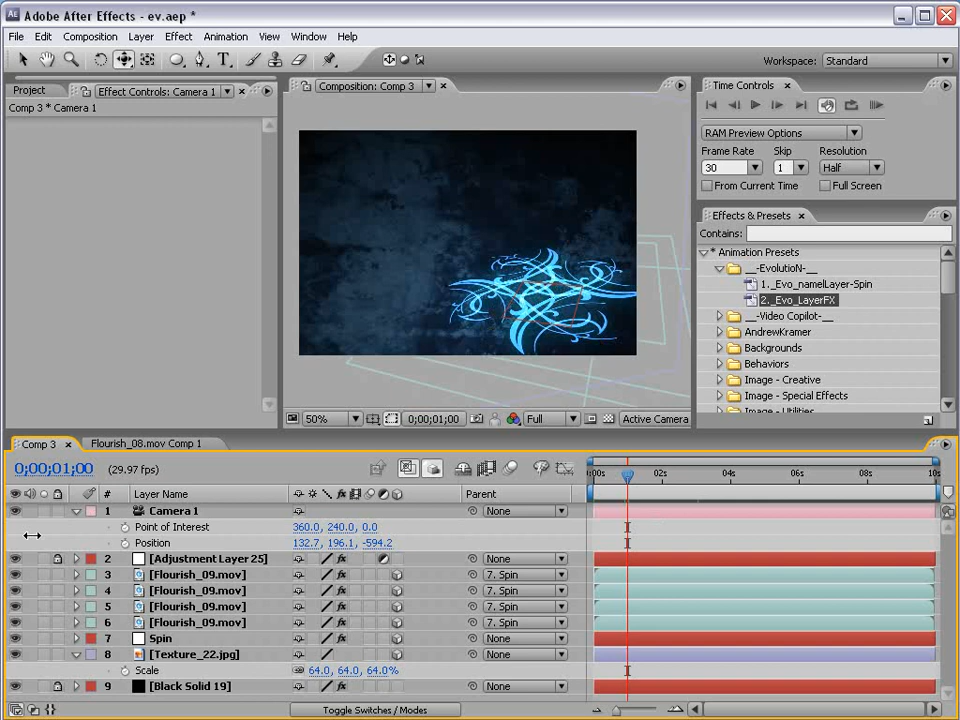 Adobe After Effects - ev.aep *
File Edit Composition Layer Effect Animation View Window Help
Workspace: Standard
Project Effect Controls: Camera 1
Comp 3 * Camera 1
Composition: Comp 3
50% 0;00;01;00 Full Active Camera
Time Controls
RAM Preview Options
Frame Rate Skip Resolution
30 1 Half
From Current Time Full Screen
Effects & Presets
Contains:
* Animation Presets
__-EvolutioN-__
1._Evo_nameLayer-Spin
2._Evo_LayerFX
__-Video Copilot-__
AndrewKramer
Backgrounds
Behaviors
Image - Creative
Image - Special Effects
Image - Utilities
Comp 3 Flourish_08.mov Comp 1
0;00;01;00 (29.97 fps)
:00s 02s 04s 06s 08s 10s
# Layer Name Parent
1 Camera 1 None
Point of Interest 360.0, 240.0, 0.0
Position 132.7, 196.1, -594.2
2 [Adjustment Layer 25] None
3 [Flourish_09.mov] 7. Spin
4 [Flourish_09.mov] 7. Spin
5 [Flourish_09.mov] 7. Spin
6 [Flourish_09.mov] 7. Spin
7 Spin None
8 [Texture_22.jpg] None
Scale 64.0, 64.0, 64.0%
9 [Black Solid 19] None
Toggle Switches / Modes